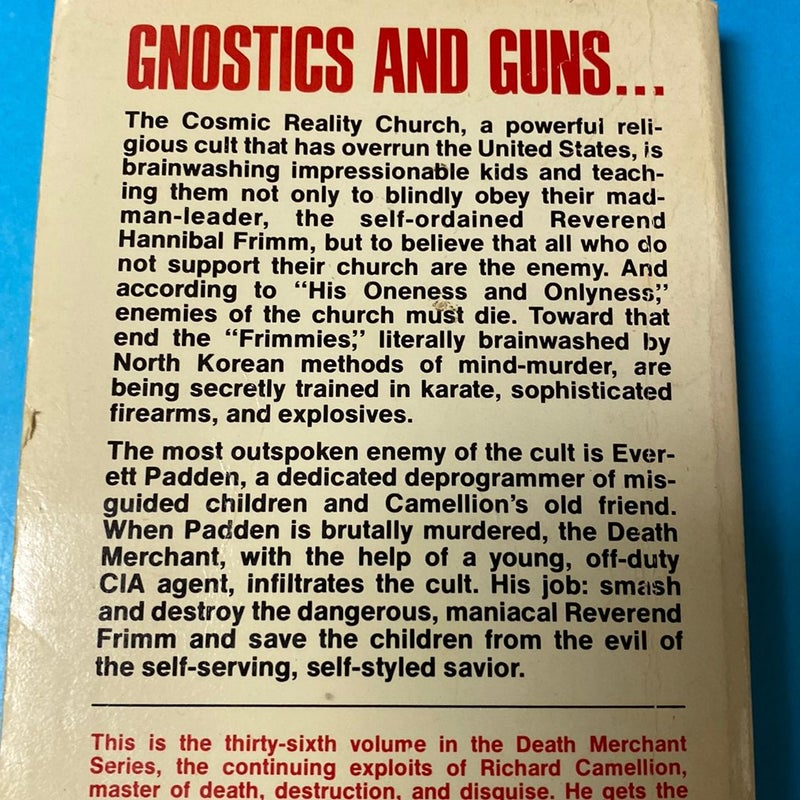 GNOSTICS AND GUNS...
The Cosmic Reality Church, a powerful reli-
gious cult that has overrun the United States, is
brainwashing impressionable kids and teach-
ing them not only to blindly obey their mad-
man-leader, the self-ordained Reverend
Hannibal Frimm, but to believe that all who do
not support their church are the enemy. And
according to “His Oneness and Onlyness,”
enemies of the church must die. Toward that
end the “Frimmies,” literally brainwashed by
North Korean methods of mind-murder, are
being secretly trained in karate, sophisticated
firearms, and explosives.
The most outspoken enemy of the cult is Ever-
ett Padden, a dedicated deprogrammer of mis-
guided children and Camellion’s old friend.
When Padden is brutally murdered, the Death
Merchant, with the help of a young, off-duty
CIA agent, infiltrates the cult. His job: smash
and destroy the dangerous, maniacal Reverend
Frimm and save the children from the evil of
the self-serving, self-styled savior.
This is the thirty-sixth volume in the Death Merchant
Series, the continuing exploits of Richard Camellion,
master of death, destruction, and disguise. He gets the